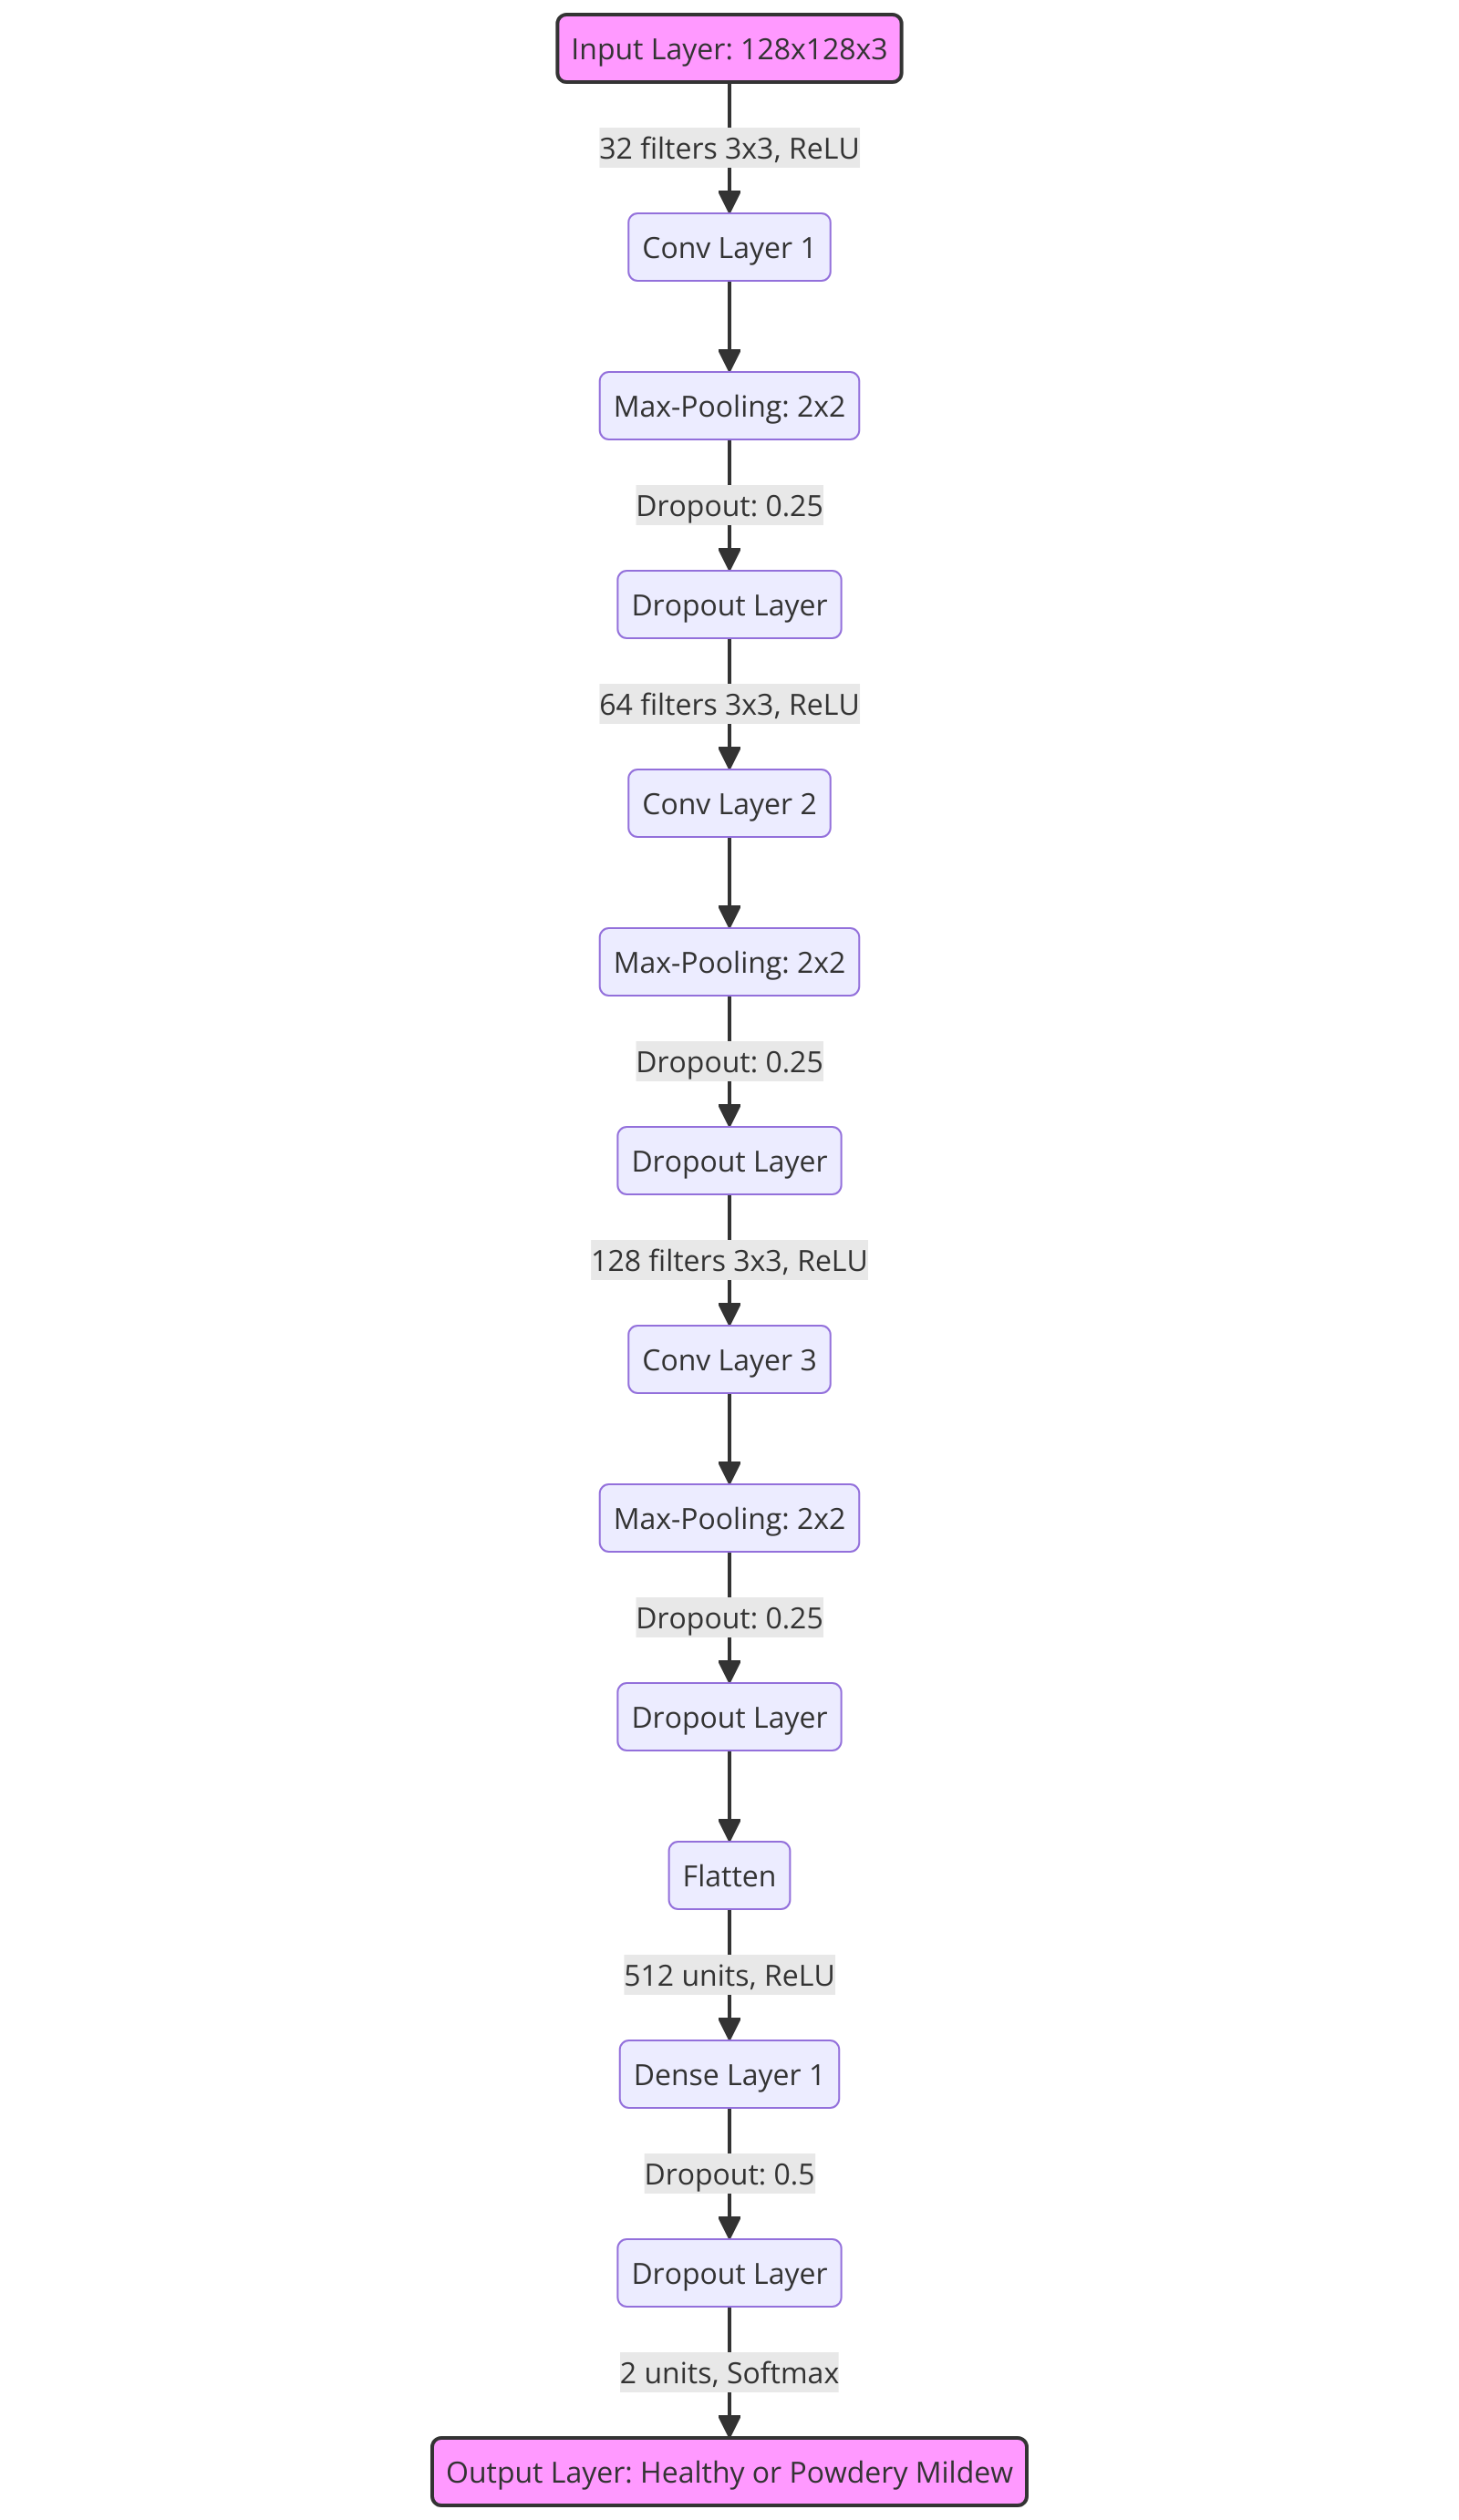 Input Layer: 128x128x3
32 filters 3x3, ReLU
Conv Layer 1
Max-Pooling: 2x2
Dropout: 0.25
Dropout Layer
64 filters 3x3, ReLU
Conv Layer 2
Max-Pooling: 2x2
Dropout: 0.25
Dropout Layer
128 filters 3x3, ReLU
Conv Layer 3
Max-Pooling: 2x2
Dropout: 0.25
Dropout Layer
Flatten
512 units, ReLU
Dense Layer 1
Dropout: 0.5
Dropout Layer
2 units, Softmax
Output Layer: Healthy or Powdery Mildew